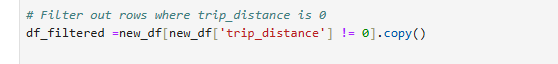 # Filter out rows where trip_distance is 0
df_filtered =new_df[new_df['trip_distance'] != 0].copy()